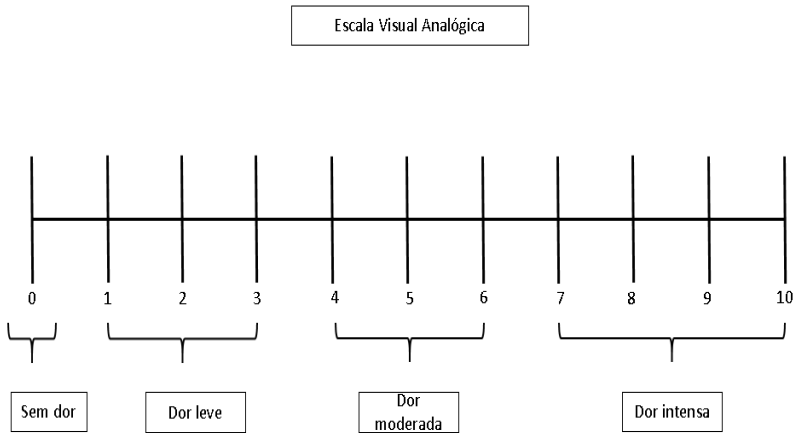 Escala Visual Analógica
0 1 2 3 4 5 6 7 8 9 10
Sem dor
Dor leve
Dor
moderada
Dor intensa